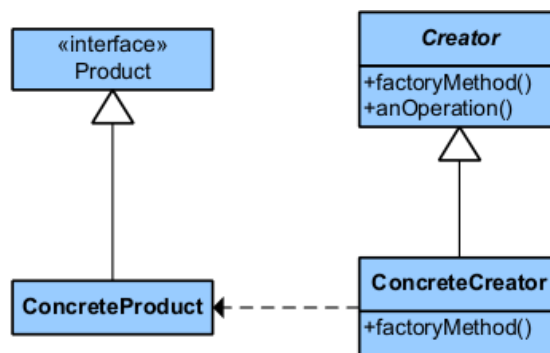 «interface»
Product
Creator
+factoryMethod()
+anOperation()
ConcreteProduct
ConcreteCreator
+factoryMethod()